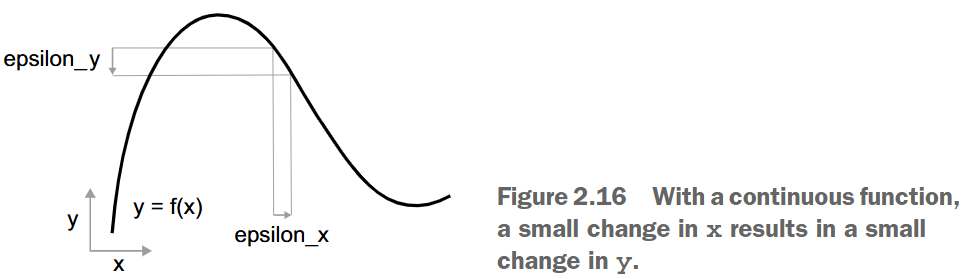 epsilon_y
y
y = f(x)
epsilon_x
x
Figure 2.16 With a continuous function,
a small change in x results in a small
change in y.